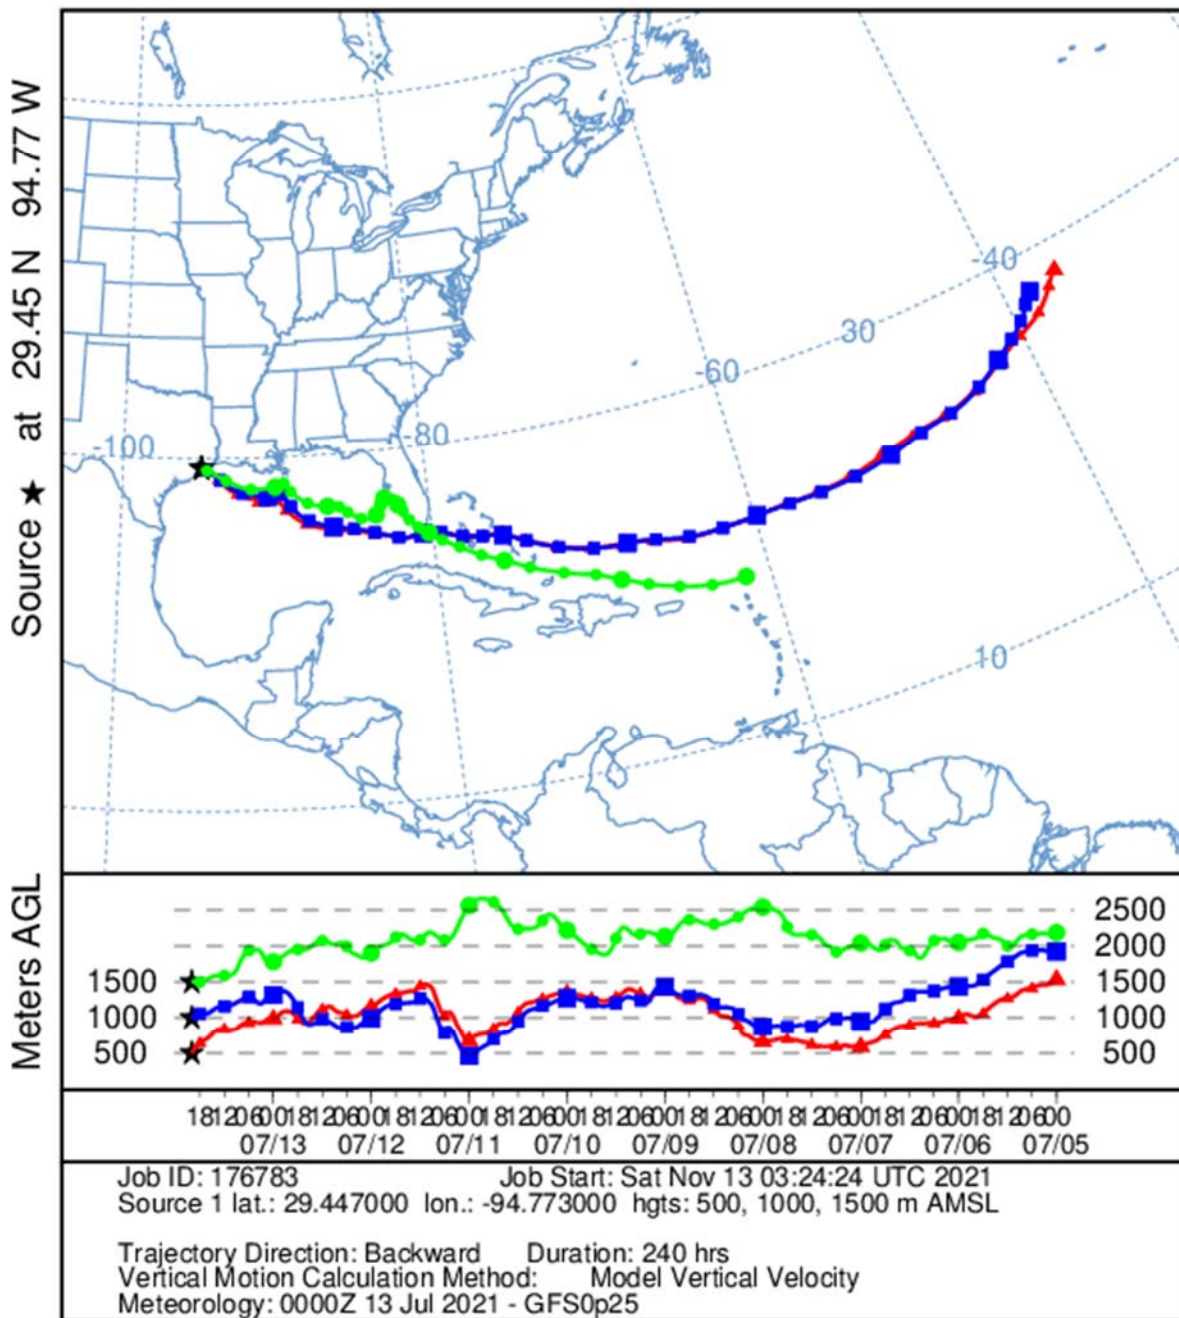 Source ★ at 29.45 N 94.77 W
-40
30
-60
-80
-100
10
Meters AGL
2500
2000
1500 1500
1000 1000
500 500
07/13 07/12 07/11 07/10 07/09 07/08 07/07 07/06 07/05
Job ID: 176783 Job Start: Sat Nov 13 03:24:24 UTC 2021
Source 1 lat.: 29.447000 lon.: -94.773000 hgts: 500, 1000, 1500 m AMSL
Trajectory Direction: Backward Duration: 240 hrs
Vertical Motion Calculation Method: Model Vertical Velocity
Meteorology: 0000Z 13 Jul 2021 - GFS0p25